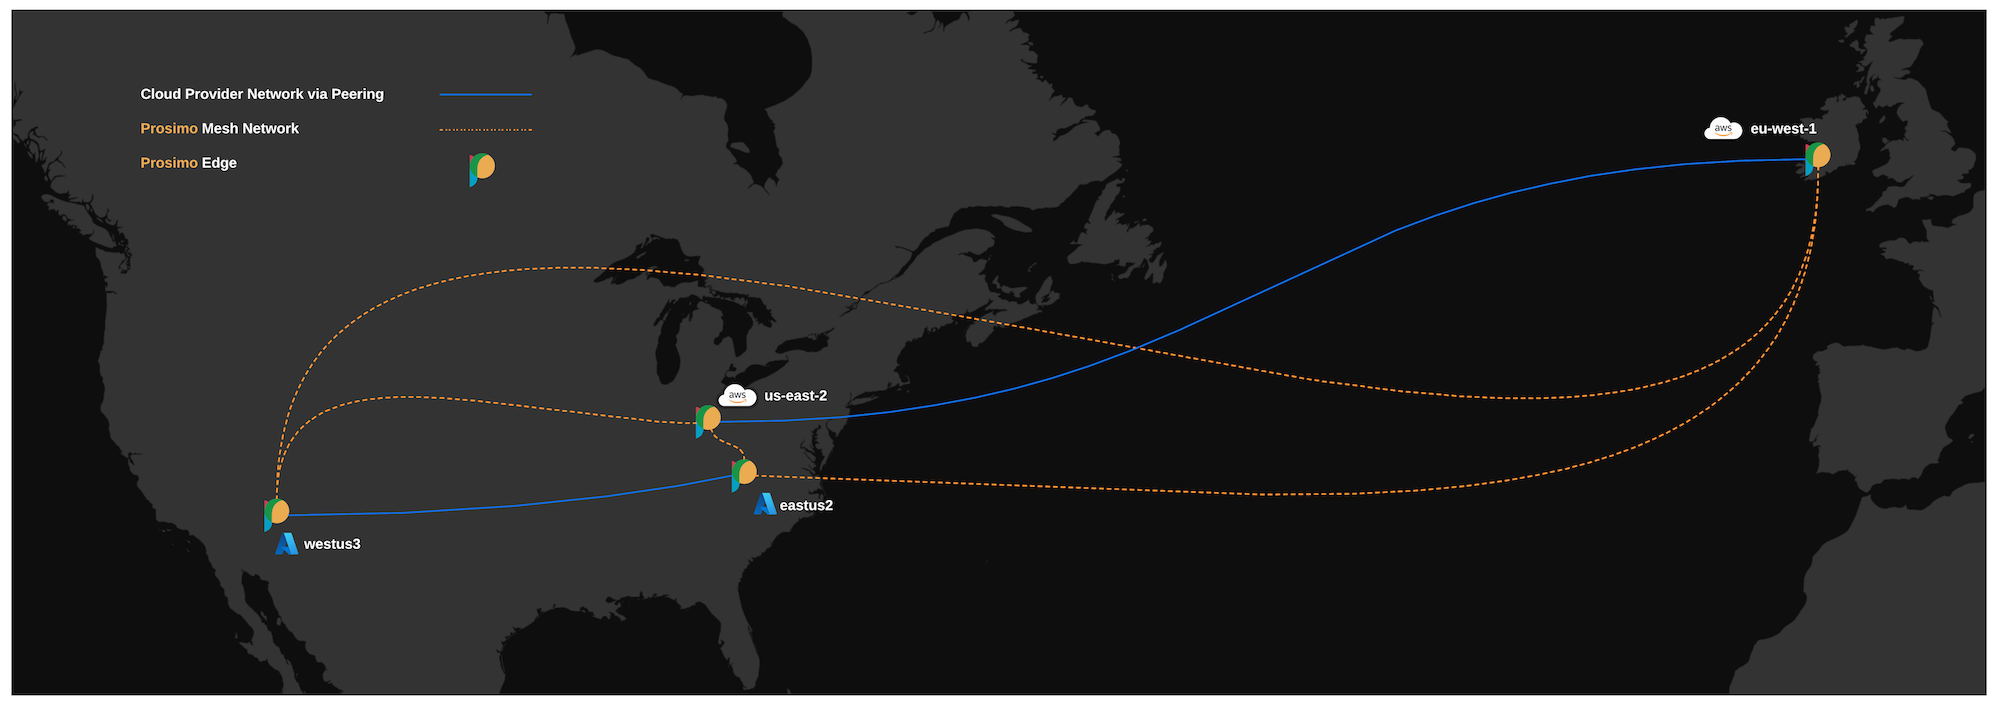 Cloud Provider Network via Peering
Prosimo Mesh Network
Prosimo Edge
aws eu-west-1
aws us-east-2
eastus2
westus3